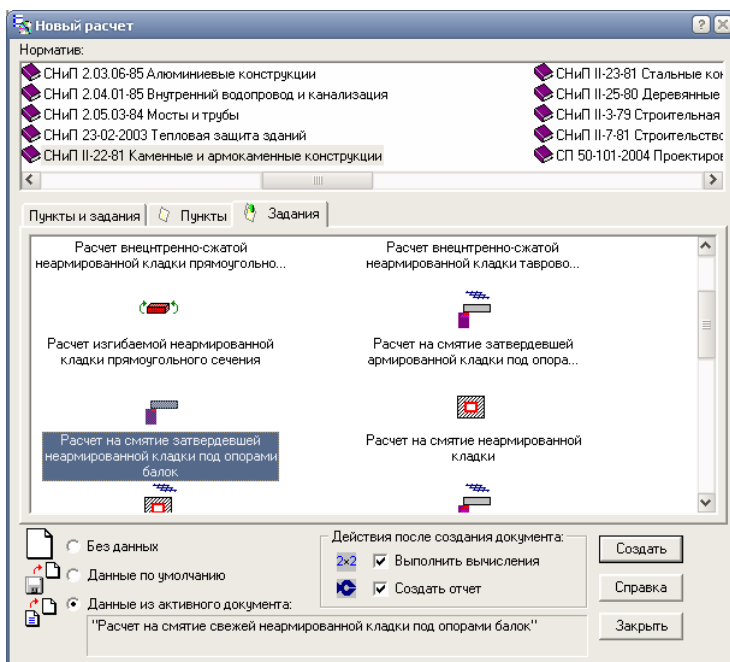 Новый расчет
Норматив:
СНиП 2.03.06-85 Алюминиевые конструкции
СНиП 2.04.01-85 Внутренний водопровод и канализация
СНиП 2.05.03-84 Мосты и трубы
СНиП 23-02-2003 Тепловая защита зданий
СНиП II-22-81 Каменные и армокаменные конструкции
СНиП II-23-81 Стальные кон
СНиП II-25-80 Деревянные
СНиП II-3-79 Строительная
СНиП II-7-81 Строительство
СП 50-101-2004 Проектиров
Пункты и задания
Пункты
Задания
Расчет внецнтренно-сжатой
неармированной кладки прямоугольно...
Расчет внецнтренно-сжатой
неармированной кладки таврово...
Расчет изгибаемой неармированной
кладки прямоугольного сечения
Расчет на смятие затвердевшей
армированной кладки под опора...
Расчет на смятие затвердевшей
неармированной кладки под опорами
балок
Расчет на смятие неармированной
кладки
Без данных
Данные по умолчанию
Данные из активного документа:
"Расчет на смятие свежей неармированной кладки под опорами балок"
Действия после создания документа:
2×2 Выполнить вычисления
Создать отчет
Создать
Справка
Закрыть